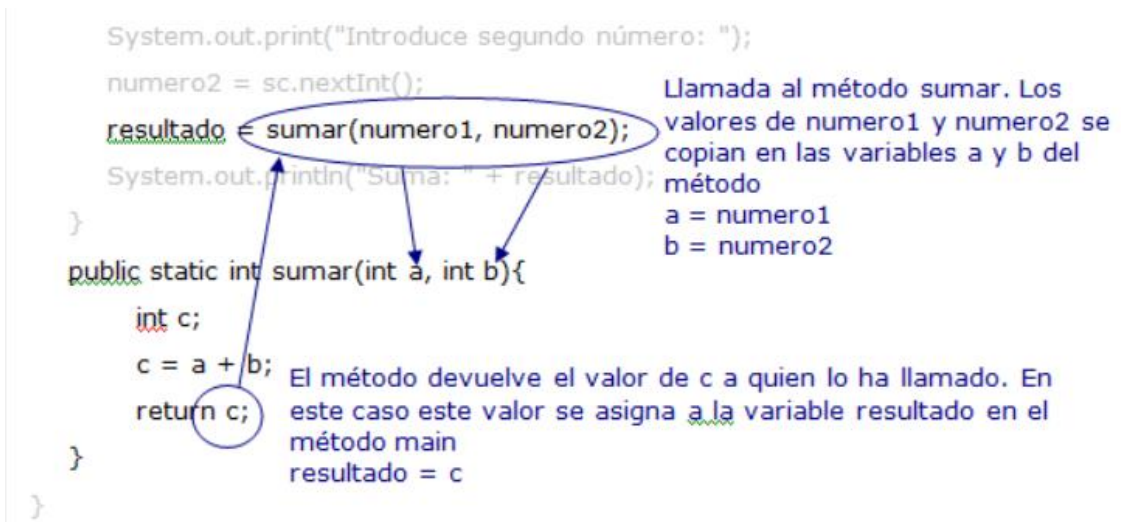 System.out.print("Introduce segundo número: ");
numero2 = sc.nextInt();
resultado = sumar(numero1, numero2);
System.out.println("Suma: " + resultado);
Llamada al método sumar. Los
valores de numero1 y numero2 se
copian en las variables a y b del
método
a = numero1
b = numero2
}
public static int sumar(int a, int b){
int c;
c = a + b;
return c;
El método devuelve el valor de c a quien lo ha llamado. En
este caso este valor se asigna a la variable resultado en el
método main
resultado = c
}
}